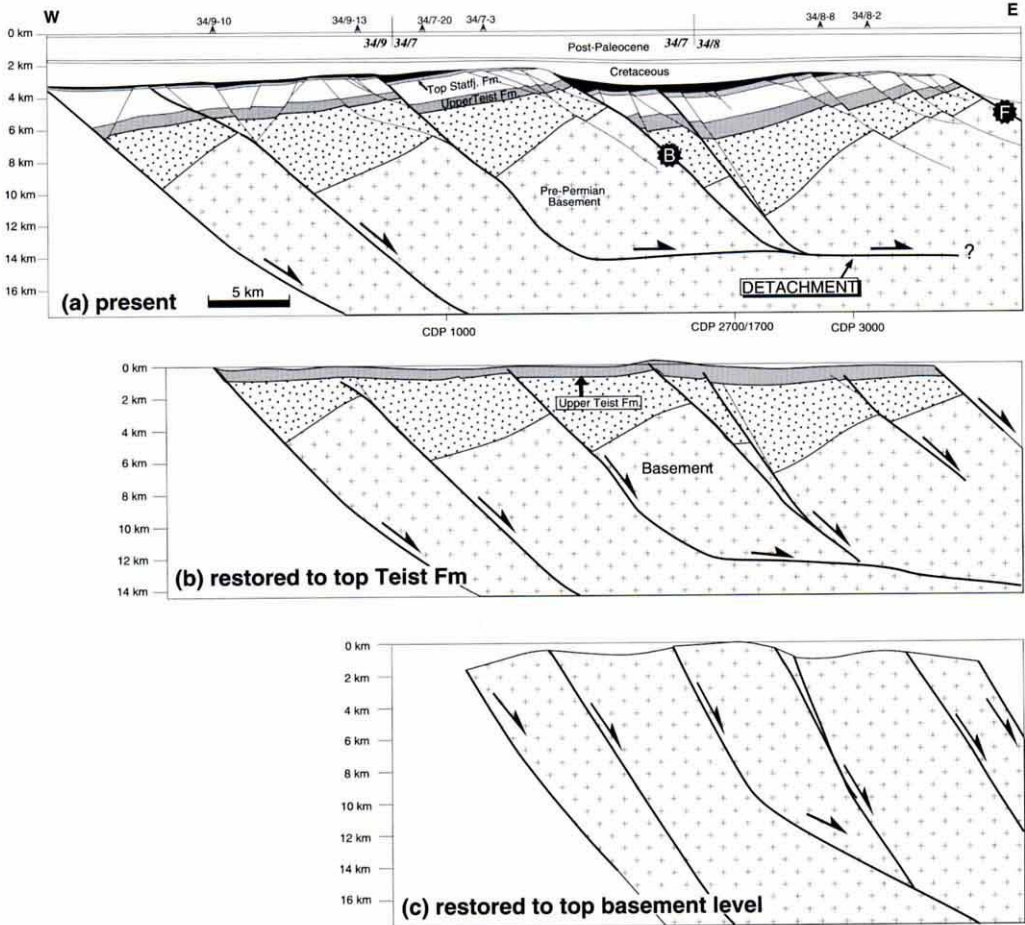 W
E
34/9-10
34/9-13
34/7-20
34/7-3
34/8-8
34/8-2
34/9
34/7
34/7
34/8
Post-Paleocene
Cretaceous
Top Statfj. Fm.
Upper Teist Fm.
B
F
Pre-Permian
Basement
0 km
2 km
4 km
6 km
8 km
10 km
12 km
14 km
16 km
?
DETACHMENT
(a) present
5 km
CDP 1000
CDP 2700/1700
CDP 3000
0 km
2 km
4 km
6 km
8 km
10 km
12 km
14 km
Upper Teist Fm.
Basement
(b) restored to top Teist Fm
0 km
2 km
4 km
6 km
8 km
10 km
12 km
14 km
16 km
(c) restored to top basement level